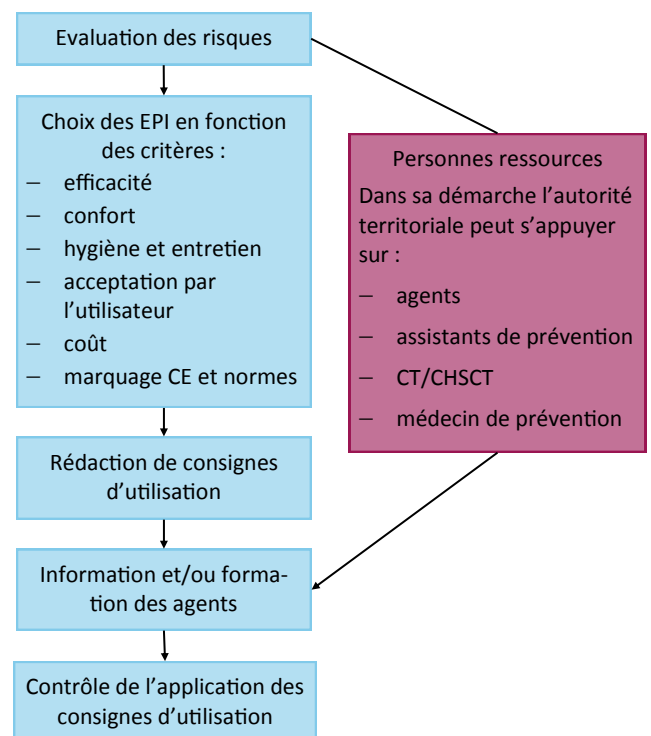 Evaluation des risques
Choix des EPI en fonction
des critères :
– efficacité
– confort
– hygiène et entretien
– acceptation par
l’utilisateur
– coût
– marquage CE et normes
Personnes ressources
Dans sa démarche l’autorité
territoriale peut s’appuyer
sur :
– agents
– assistants de prévention
– CT/CHSCT
– médecin de prévention
Rédaction de consignes
d’utilisation
Information et/ou forma-
tion des agents
Contrôle de l’application des
consignes d’utilisation